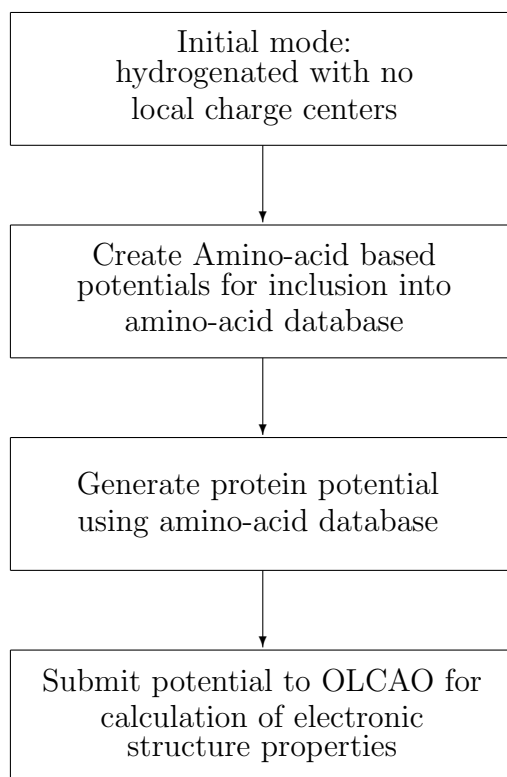 Initial mode:
hydrogenated with no
local charge centers
Create Amino-acid based
potentials for inclusion into
amino-acid database
Generate protein potential
using amino-acid database
Submit potential to OLCAO for
calculation of electronic
structure properties